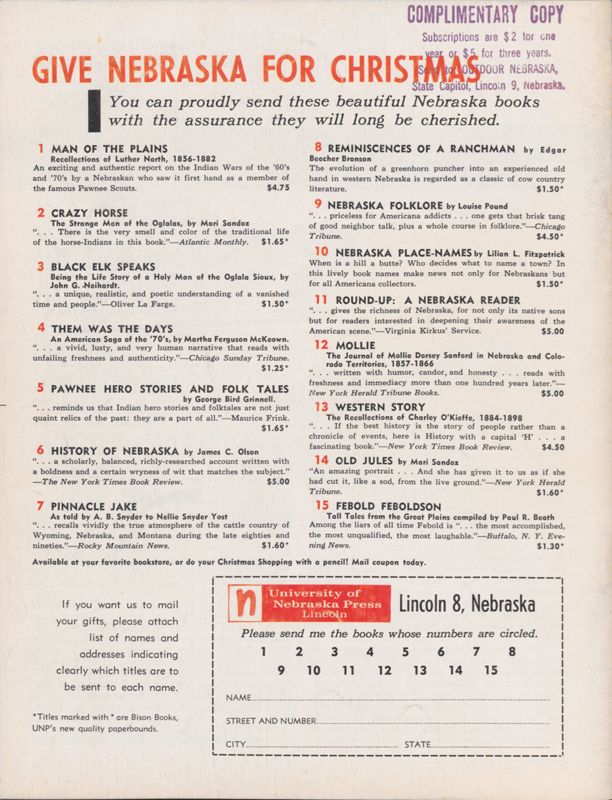 COMPLIMENTARY COPY
Subscriptions are $2 for one
year or $5 for three years.
Send to OUTDOOR NEBRASKA,
State Capitol, Lincoln 9, Nebraska.
GIVE NEBRASKA FOR CHRISTMAS
You can proudly send these beautiful Nebraska books
with the assurance they will long be cherished.
1 MAN OF THE PLAINS
Recollections of Luther North, 1856-1882
An exciting and authentic report on the Indian Wars of the '60's
and '70's by a Nebraskan who saw it first hand as a member of
the famous Pawnee Scouts. $4.75
2 CRAZY HORSE
The Strange Man of the Oglalas, by Mari Sandoz
". . . There is the very smell and color of the traditional life
of the horse-Indians in this book."—Atlantic Monthly. $1.65*
3 BLACK ELK SPEAKS
Being the Life Story of a Holy Man of the Oglala Sioux, by
John G. Neihardt.
". . . a unique, realistic, and poetic understanding of a vanished
time and people."—Oliver La Farge. $1.50*
4 THEM WAS THE DAYS
An American Saga of the '70's, by Martha Ferguson McKeown.
". . . a vivid, lusty, and very human narrative that reads with
unfailing freshness and authenticity."—Chicago Sunday Tribune.
$1.25*
5 PAWNEE HERO STORIES AND FOLK TALES
by George Bird Grinnell.
". . . reminds us that Indian hero stories and folktales are not just
quaint relics of the past: they are a part of all."—Maurice Frink.
$1.65*
6 HISTORY OF NEBRASKA by James C. Olson
". . . a scholarly, balanced, richly-researched account written with
a boldness and a certain wryness of wit that matches the subject."
—The New York Times Book Review. $5.00
7 PINNACLE JAKE
As told by A. B. Snyder to Nellie Snyder Yost
". . . recalls vividly the true atmosphere of the cattle country of
Wyoming, Nebraska, and Montana during the late eighties and
nineties."—Rocky Mountain News. $1.60*
8 REMINISCENCES OF A RANCHMAN by Edgar
Beecher Bronson
The evolution of a greenhorn puncher into an experienced old
hand in western Nebraska is regarded as a classic of cow country
literature. $1.50*
9 NEBRASKA FOLKLORE by Louise Pound
". . . priceless for Americana addicts . . . one gets that brisk tang
of good neighbor talk, plus a whole course in folklore."—Chicago
Tribune. $4.50*
10 NEBRASKA PLACE-NAMES by Lilian L. Fitzpatrick
When is a hill a butte? Who decides what to name a town? In
this lively book names make news not only for Nebraskans but
for all Americana collectors. $1.50*
11 ROUND-UP: A NEBRASKA READER
". . . gives the richness of Nebraska, for not only its native sons
but for readers interested in deepening their awareness of the
American scene."—Virginia Kirkus' Service. $5.00
12 MOLLIE
The Journal of Mollie Dorsey Sanford in Nebraska and Colo-
rado Territories, 1857-1866
". . . written with humor, candor, and honesty . . . reads with
freshness and immediacy more than one hundred years later."—
New York Herald Tribune Books. $5.00
13 WESTERN STORY
The Recollections of Charley O'Kieffe, 1884-1898
". . . If the best history is the story of people rather than a
chronicle of events, here is History with a capital 'H' . . . a
fascinating book."—New York Times Book Review. $4.50
14 OLD JULES by Mari Sandoz
"An amazing portrait . . . And she has given it to us as if she
had cut it, like a sod, from the live ground."—New York Herald
Tribune. $1.60*
15 FEBOLD FEBOLDSON
Tall Tales from the Great Plains compiled by Paul R. Beath
Among the liars of all time Febold is ". . . the most accomplished,
the most unqualified, the most laughable."—Buffalo, N. Y. Eve-
ning News. $1.30*
Available at your favorite bookstore, or do your Christmas Shopping with a pencil! Mail coupon today.
If you want us to mail
your gifts, please attach
list of names and
addresses indicating
clearly which titles are to
be sent to each name.
*Titles marked with * are Bison Books,
UNP's new quality paperbounds.
n University of
Nebraska Press
Lincoln
Lincoln 8, Nebraska
Please send me the books whose numbers are circled.
1 2 3 4 5 6 7 8
9 10 11 12 13 14 15
NAME
STREET AND NUMBER
CITY STATE